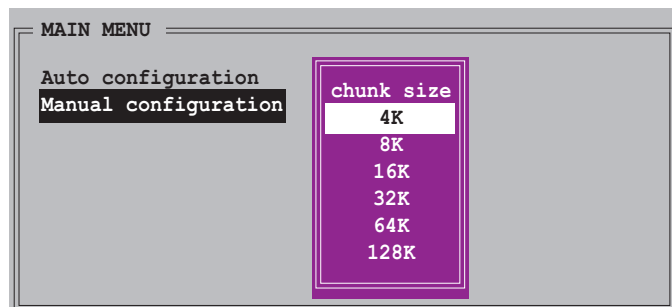 MAIN MENU
Auto configuration
Manual configuration
chunk size
4K
8K
16K
32K
64K
128K